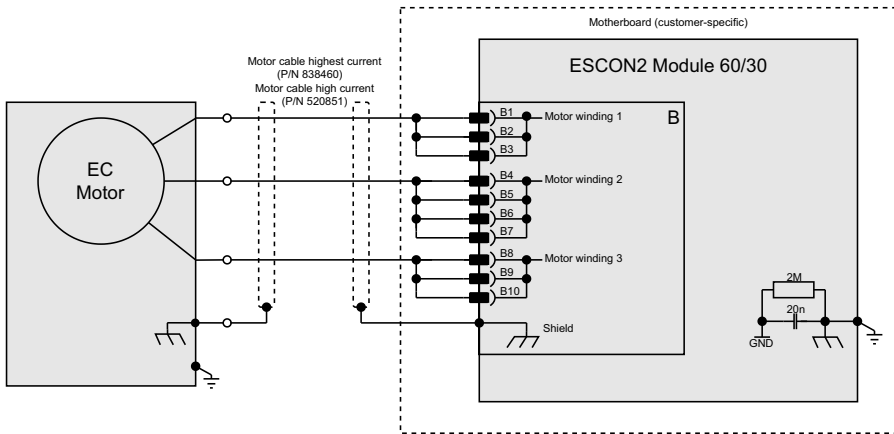 Motherboard (customer-specific)
Motor cable highest current
(P/N 838460)
Motor cable high current
(P/N 520851)
ESCON2 Module 60/30
EC
Motor
B
B1
Motor winding 1
B2
B3
B4
Motor winding 2
B5
B6
B7
B8
Motor winding 3
B9
B10
Shield
2M
20n
GND